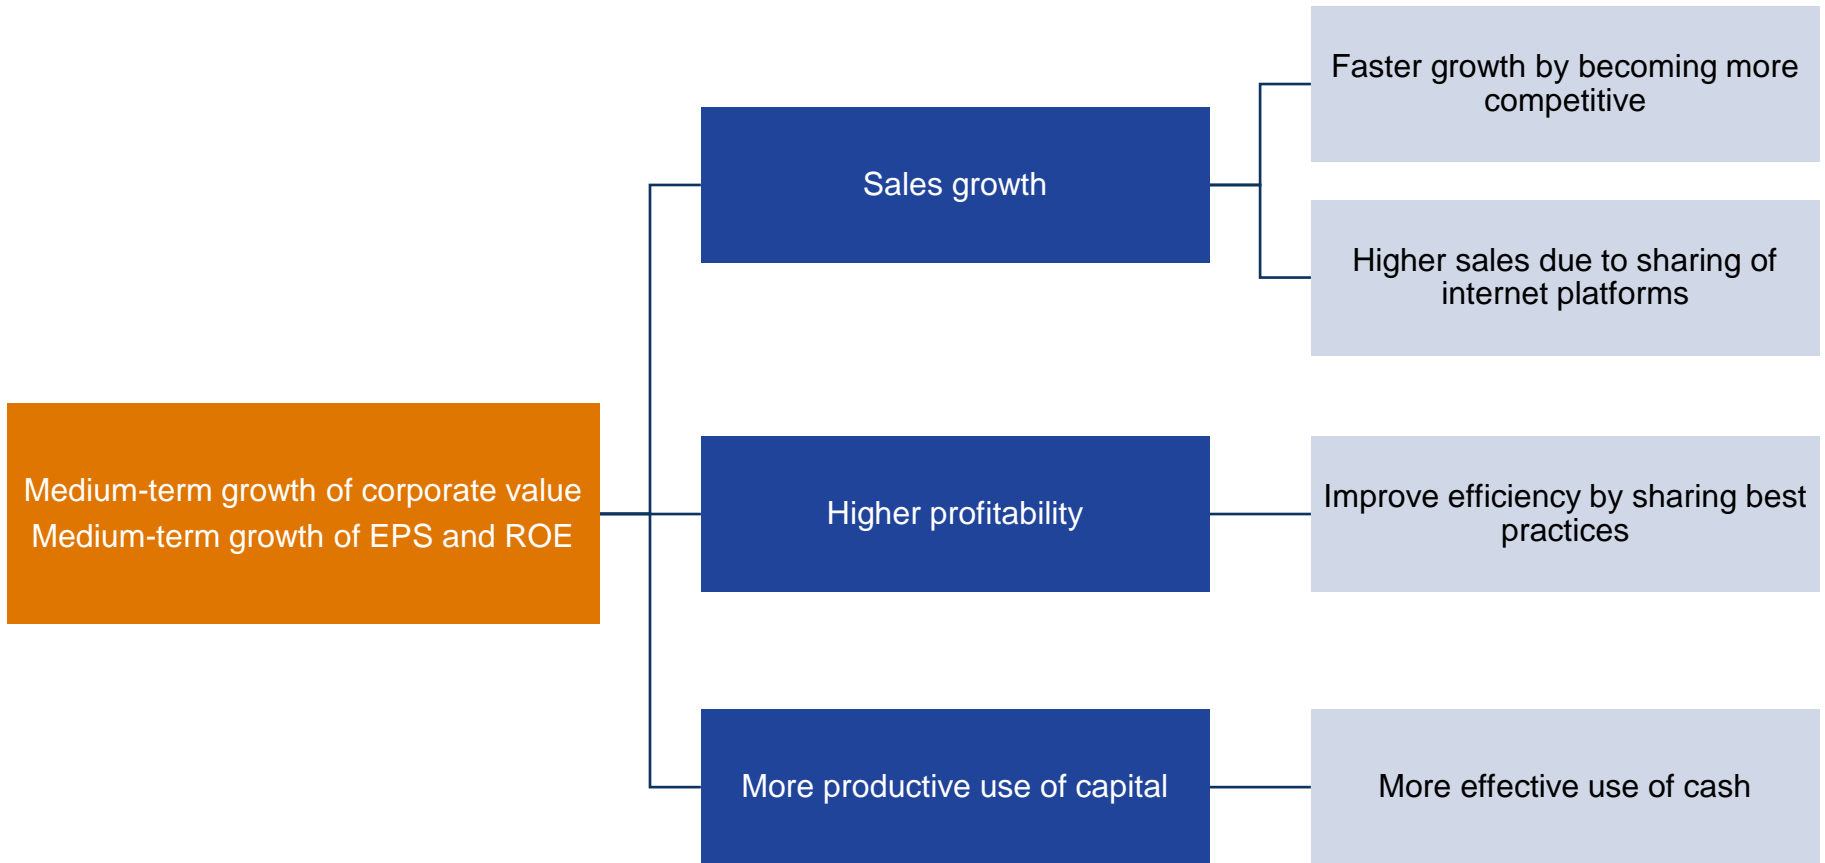 Faster growth by becoming more
competitive
Sales growth
Higher sales due to sharing of
internet platforms
Medium-term growth of corporate value
Medium-term growth of EPS and ROE
Higher profitability
Improve efficiency by sharing best
practices
More productive use of capital
More effective use of cash